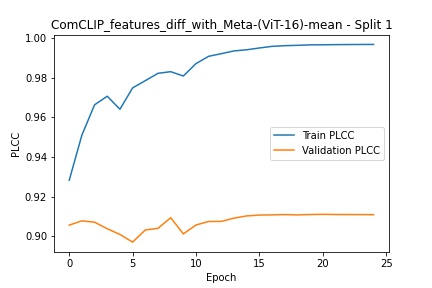 ComCLIP_features_diff_with_Meta-(ViT-16)-mean - Split 1
1.00
0.98
0.96
0.94
0.92
0.90
PLCC
Train PLCC
Validation PLCC
0 5 10 15 20 25
Epoch